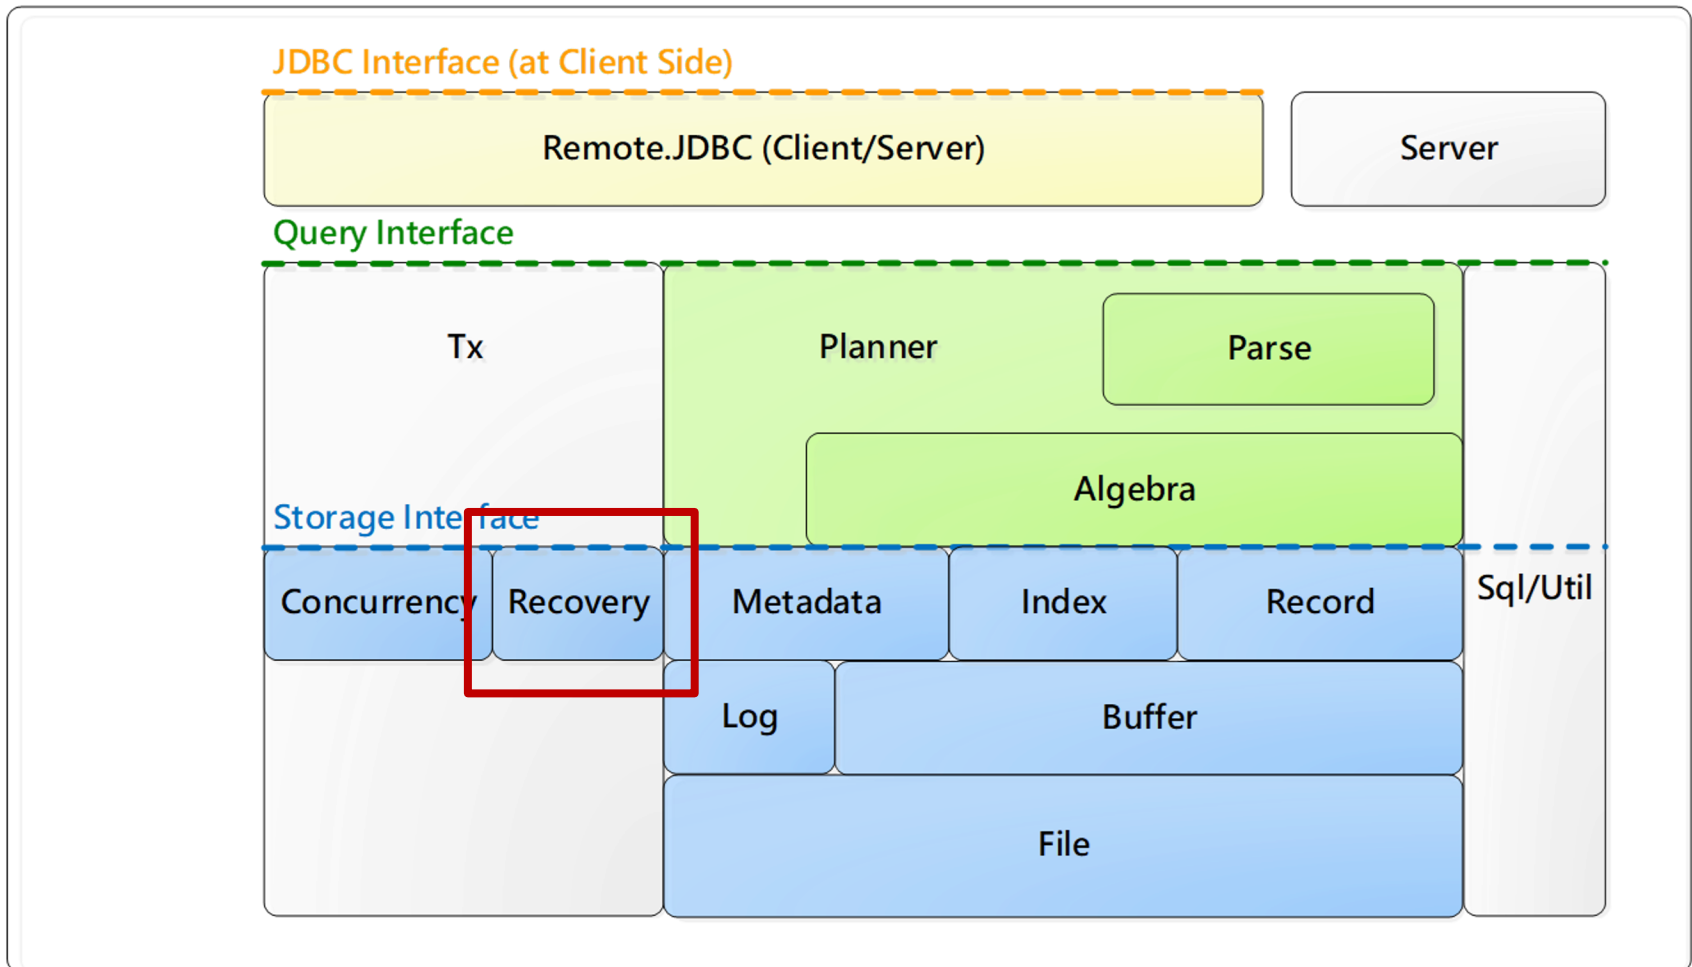 JDBC Interface (at Client Side)
Remote.JDBC (Client/Server)
Server
Query Interface
Tx
Planner
Parse
Algebra
Storage Interface
Concurrency
Recovery
Metadata
Index
Record
Sql/Util
Log
Buffer
File